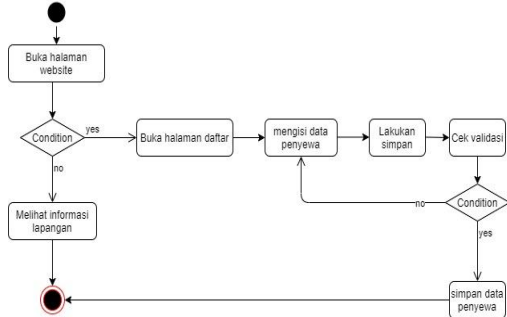 Buka halaman
website
Condition
yes
Buka halaman daftar
mengisi data
penyewa
Lakukan
simpan
Cek validasi
no
Melihat informasi
lapangan
no
Condition
yes
simpan data
penyewa